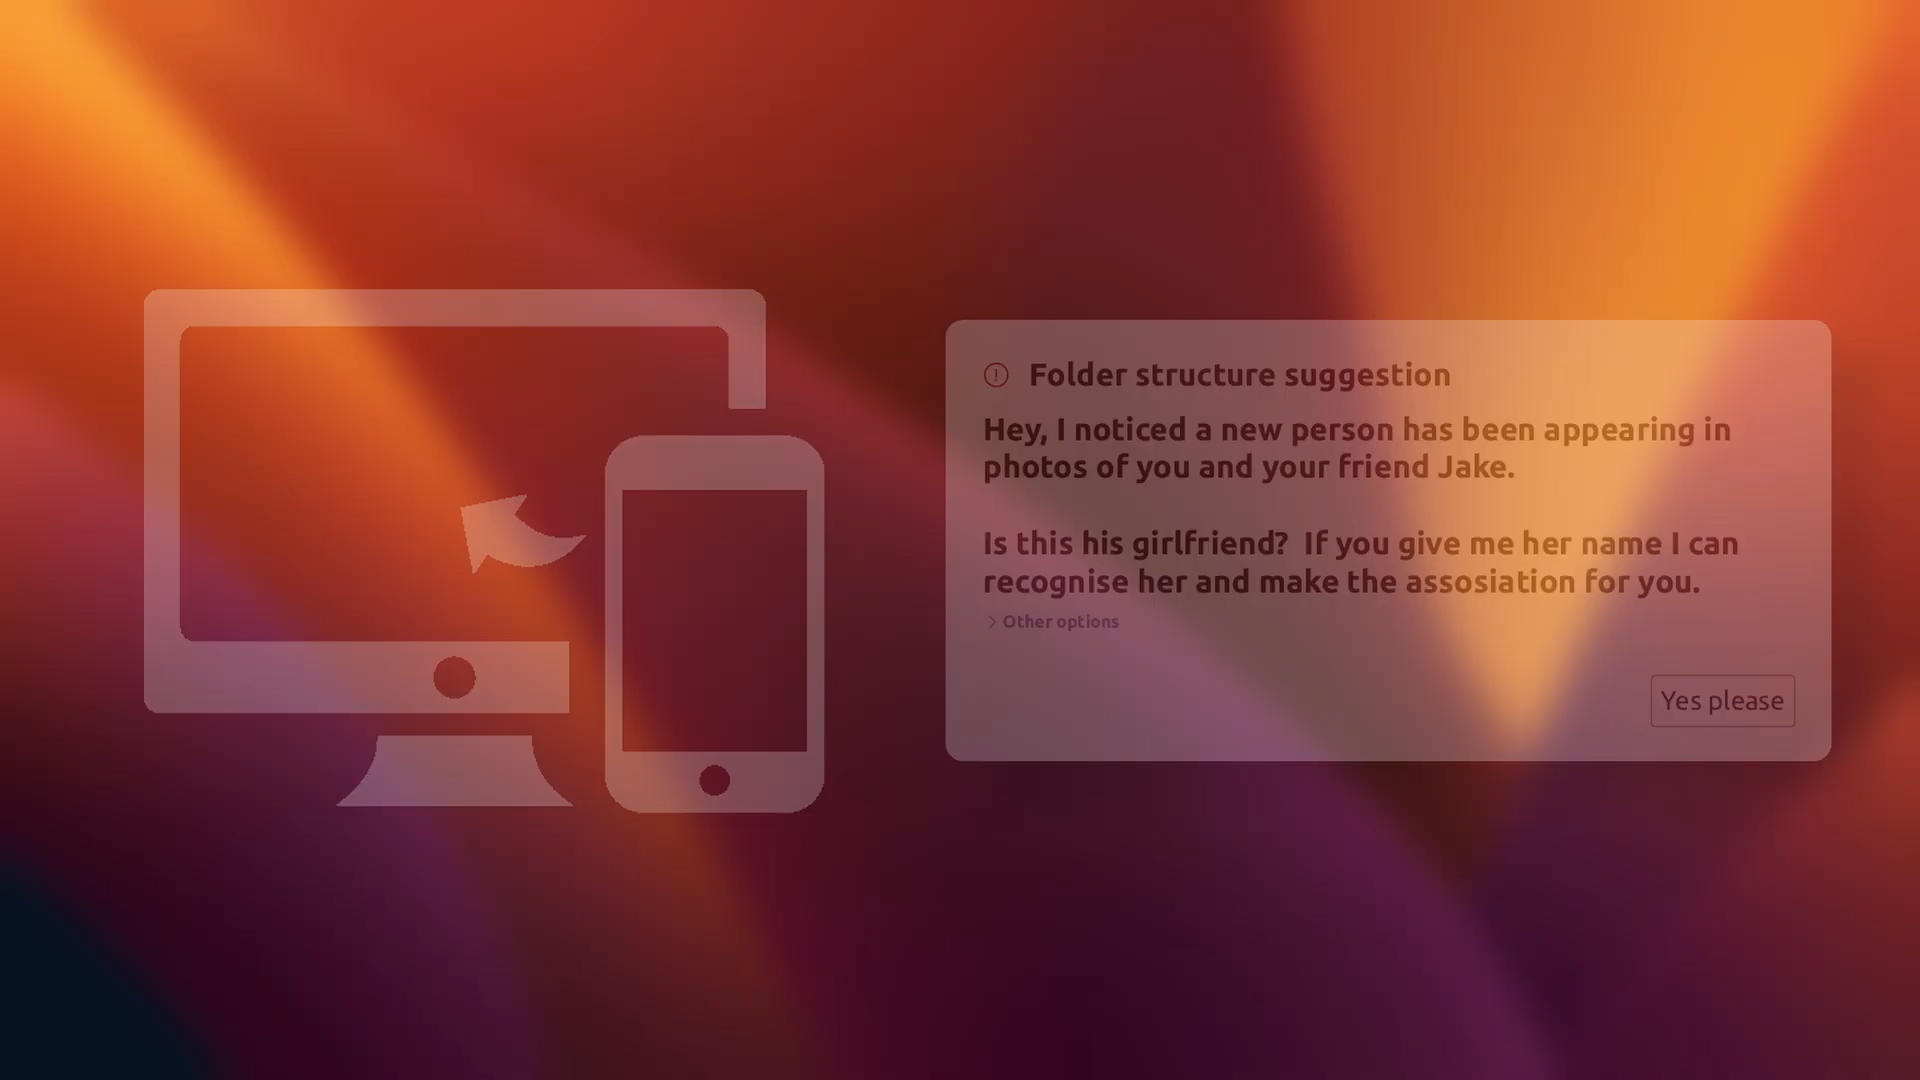 Folder structure suggestion
Hey, I noticed a new person has been appearing in
photos of you and your friend Jake.
Is this his girlfriend? If you give me her name I can
recognise her and make the assosiation for you.
> Other options
Yes please